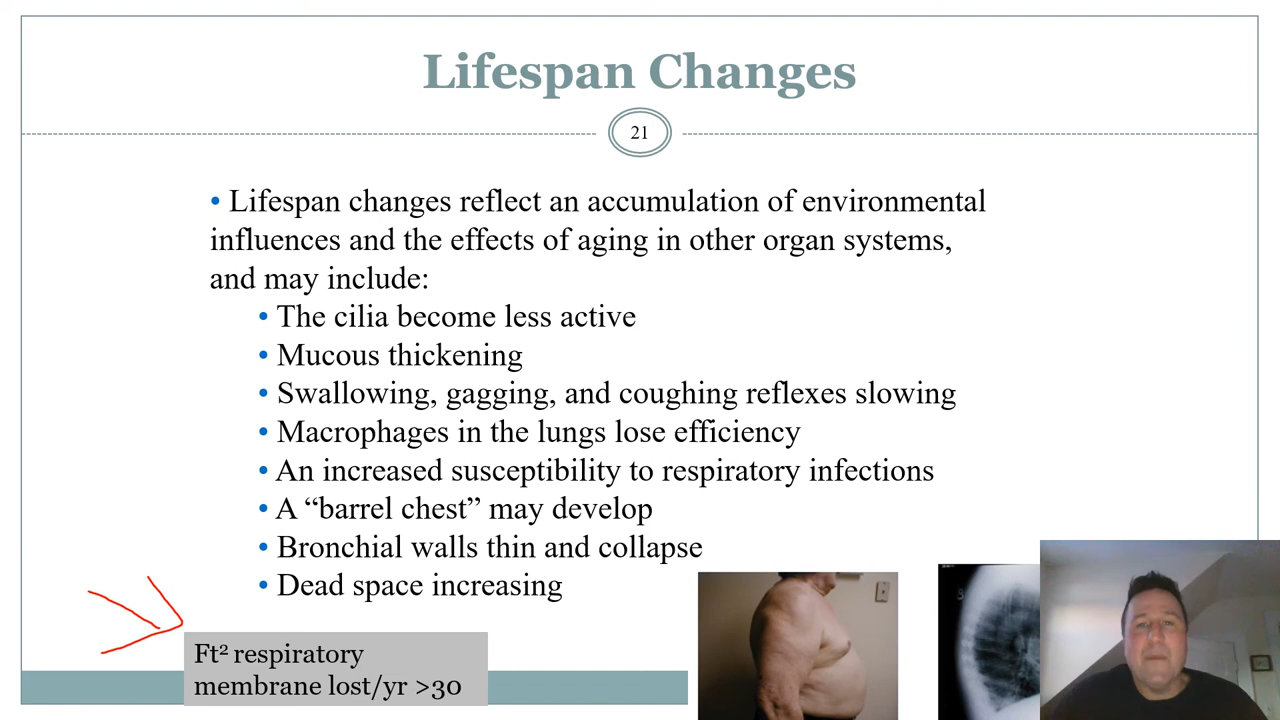 Lifespan Changes
21
• Lifespan changes reflect an accumulation of environmental
influences and the effects of aging in other organ systems,
and may include:
• The cilia become less active
• Mucous thickening
• Swallowing, gagging, and coughing reflexes slowing
• Macrophages in the lungs lose efficiency
• An increased susceptibility to respiratory infections
• A “barrel chest” may develop
• Bronchial walls thin and collapse
• Dead space increasing
Ft² respiratory
membrane lost/yr >30